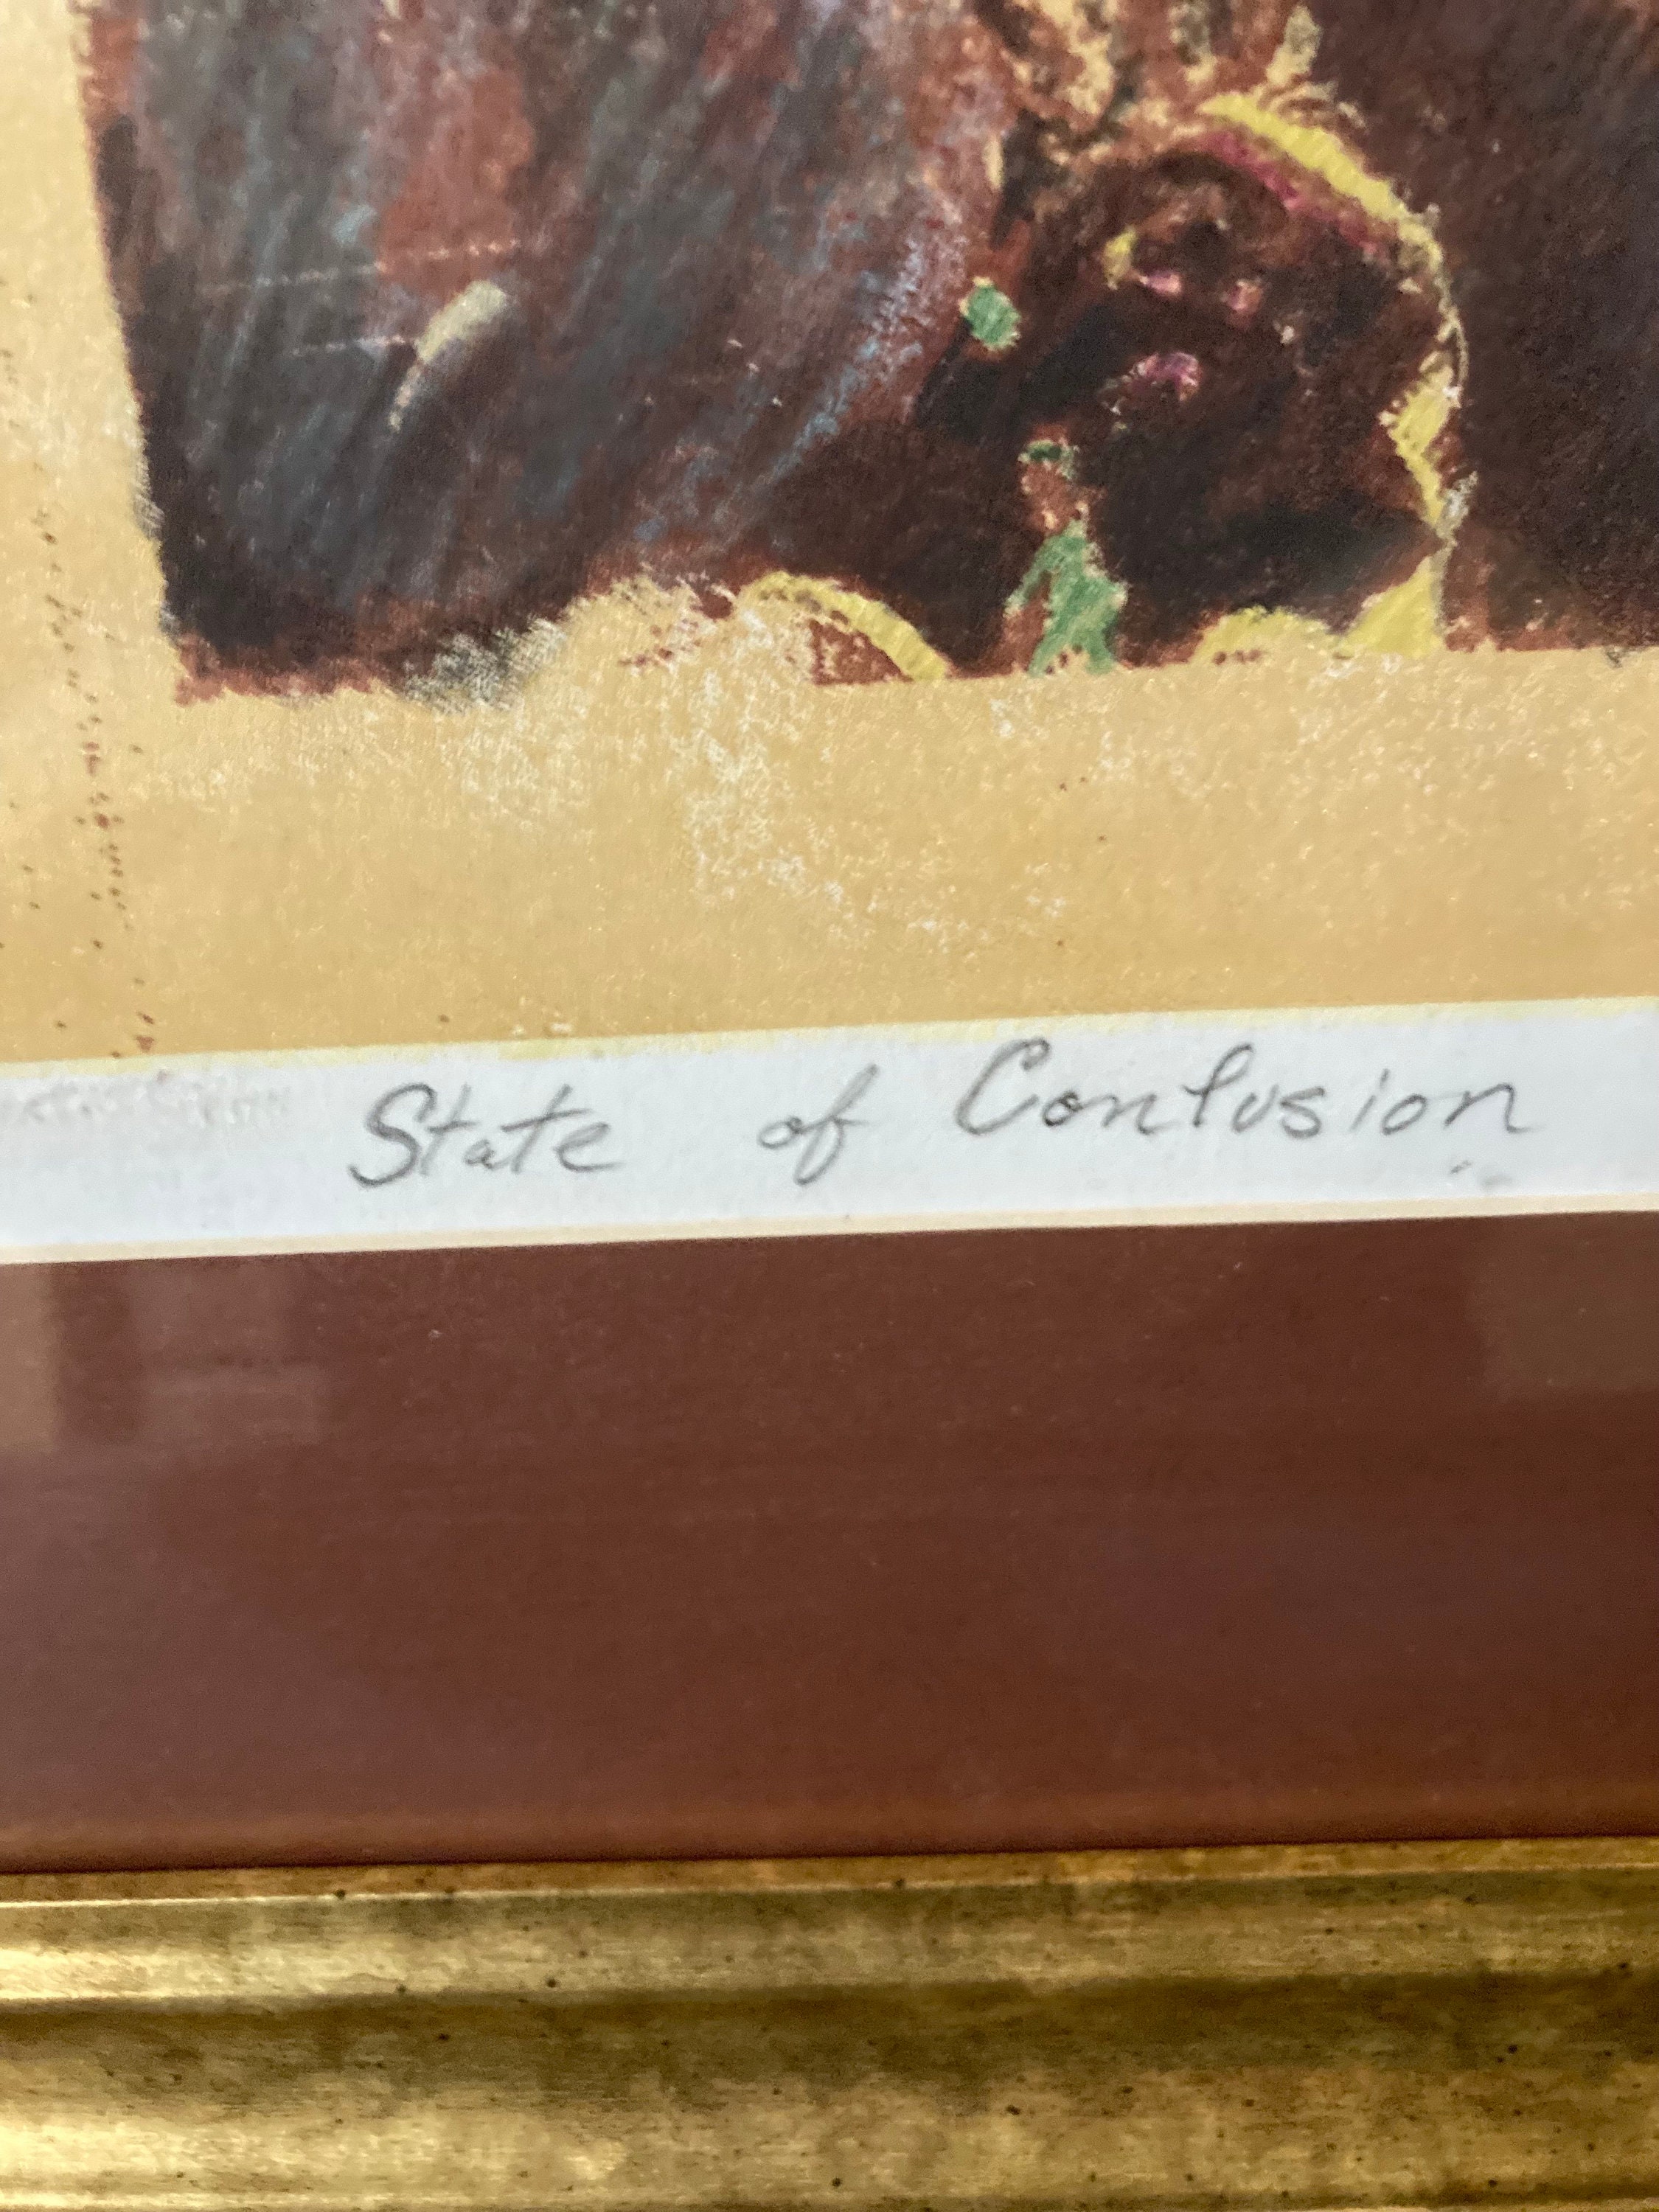 State of Confusion